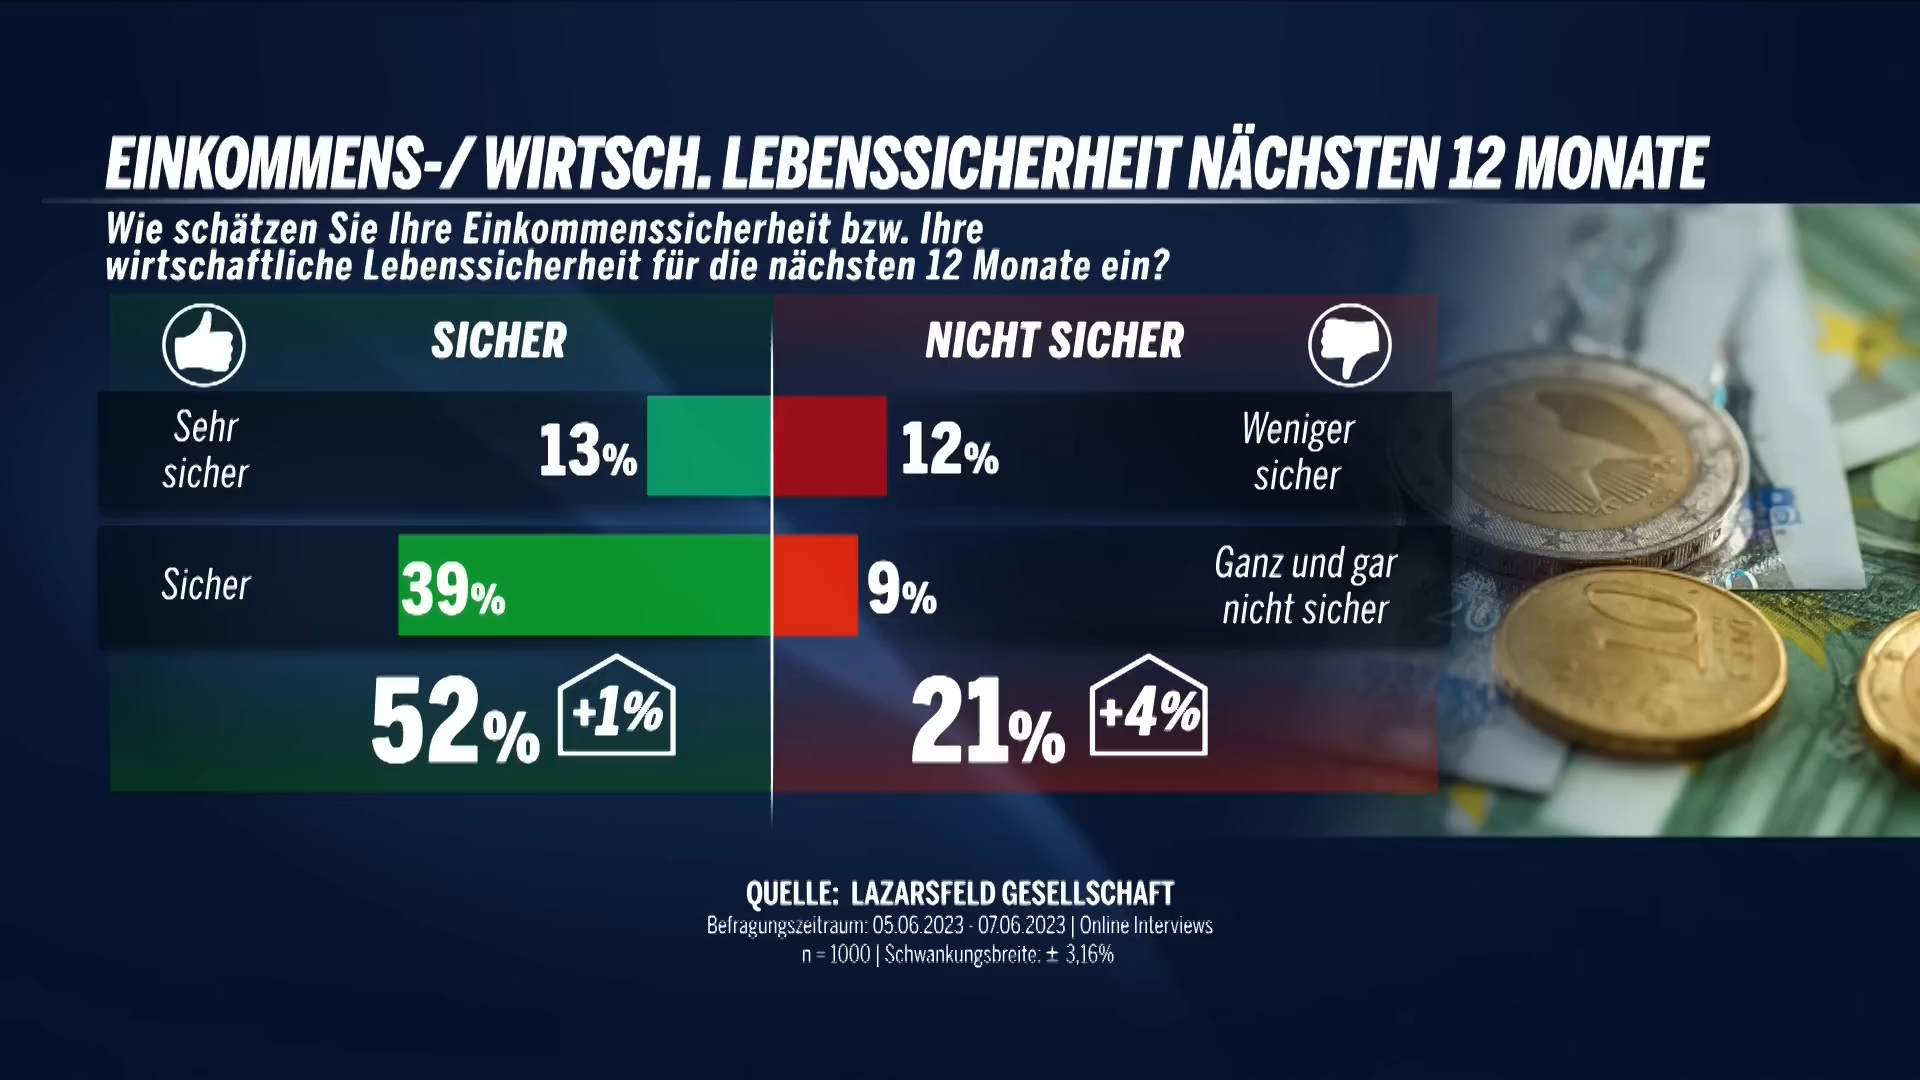 EINKOMMENS-/ WIRTSCH. LEBENSSICHERHEIT NÄCHSTEN 12 MONATE
Wie schätzen Sie Ihre Einkommenssicherheit bzw. Ihre
wirtschaftliche Lebenssicherheit für die nächsten 12 Monate ein?
SICHER
NICHT SICHER
Sehr
sicher
13%
12%
Weniger
sicher
Sicher
39%
9%
Ganz und gar
nicht sicher
52%
+1%
21%
+4%
10
QUELLE: LAZARSFELD GESELLSCHAFT
Befragungszeitraum: 05.06.2023 - 07.06.2023 | Online Interviews
n = 1000 | Schwankungsbreite: ± 3,16%